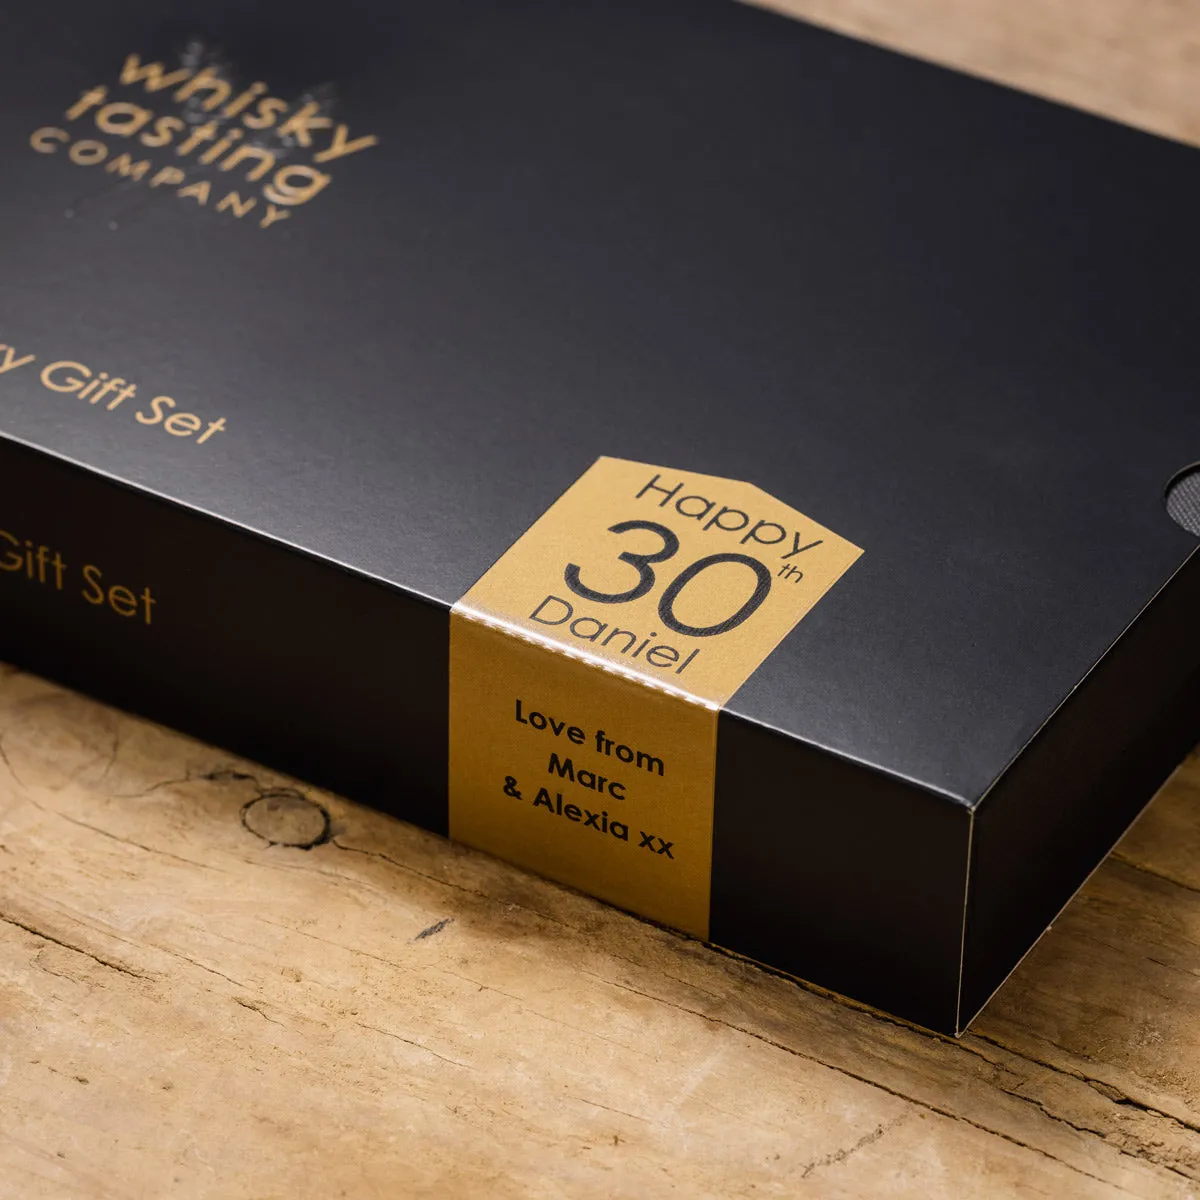 whisky
tasting
COMPANY
Gift Set
Gift Set
Happy
30th
Daniel
Love from
Marc
& Alexia xx